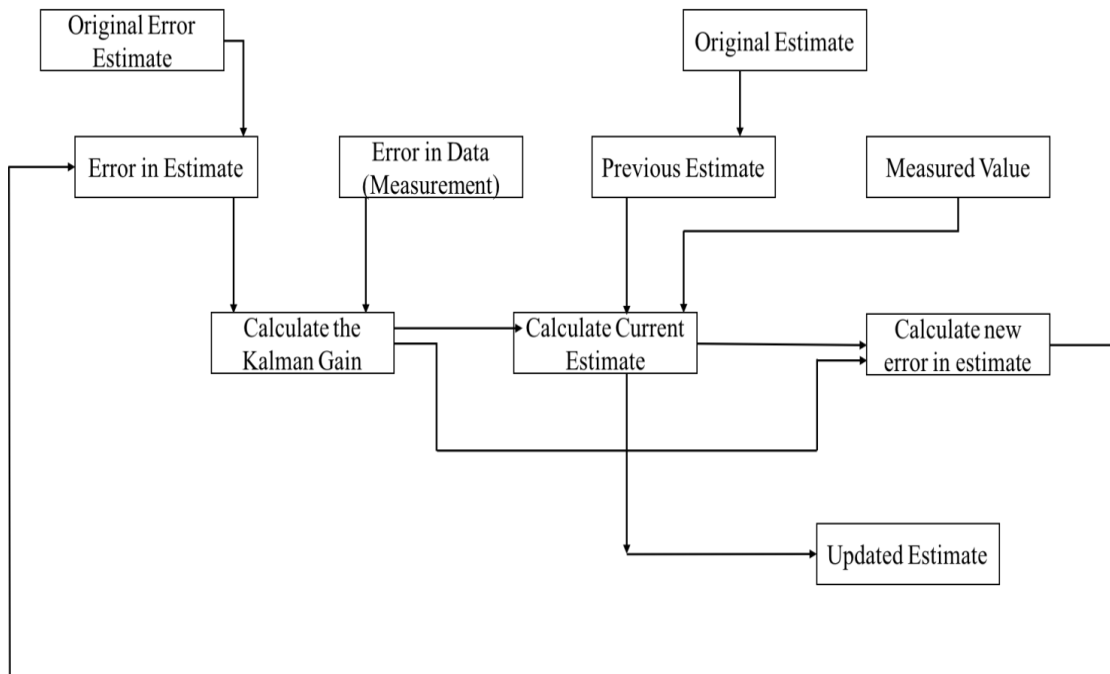 Original Error
Estimate
Original Estimate
Error in Estimate
Error in Data
(Measurement)
Previous Estimate
Measured Value
Calculate the
Kalman Gain
Calculate Current
Estimate
Calculate new
error in estimate
Updated Estimate